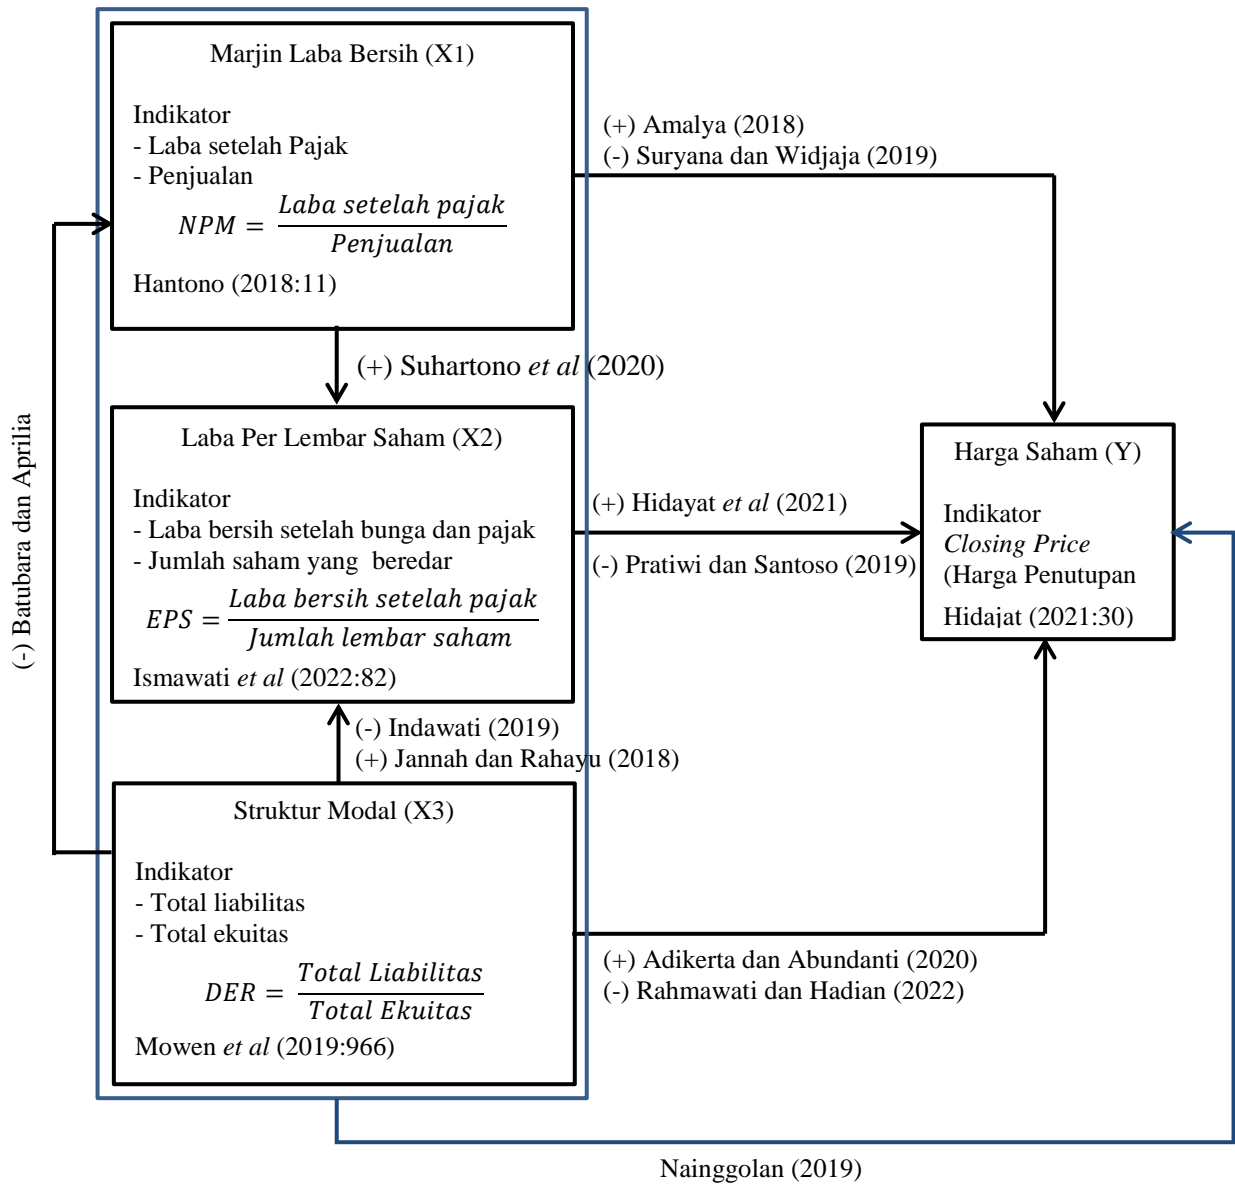 Marjin Laba Bersih (X1)
Indikator
- Laba setelah Pajak
- Penjualan
NPM = Laba setelah pajak
Penjualan
Hantono (2018:11)
(+) Amalya (2018)
(-) Suryana dan Widjaja (2019)
(+) Suhartono et al (2020)
(-) Batubara dan Aprilia
Laba Per Lembar Saham (X2)
Indikator
- Laba bersih setelah bunga dan pajak
- Jumlah saham yang beredar
EPS = Laba bersih setelah pajak
Jumlah lembar saham
Ismawati et al (2022:82)
(+) Hidayat et al (2021)
(-) Pratiwi dan Santoso (2019)
Harga Saham (Y)
Indikator
Closing Price
(Harga Penutupan
Hidajat (2021:30)
(-) Indawati (2019)
(+) Jannah dan Rahayu (2018)
Struktur Modal (X3)
Indikator
- Total liabilitas
- Total ekuitas
DER = Total Liabilitas
Total Ekuitas
Mowen et al (2019:966)
(+) Adikerta dan Abundanti (2020)
(-) Rahmawati dan Hadian (2022)
Nainggolan (2019)